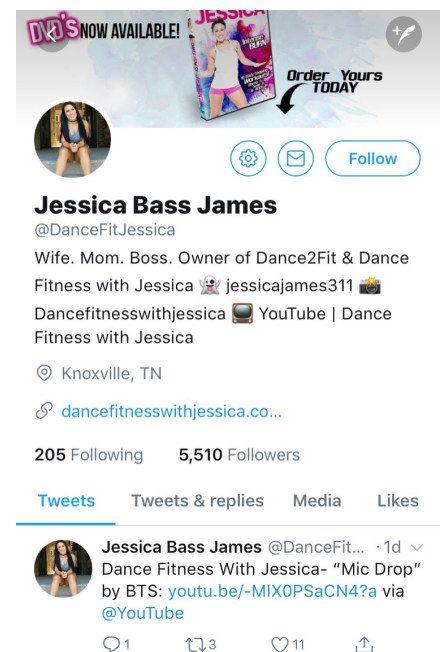 DVD'S NOW AVAILABLE!
JESSICA
Intense
BURN
Order Yours
TODAY
Follow
Jessica Bass James
@DanceFitJessica
Wife. Mom. Boss. Owner of Dance2Fit & Dance
Fitness with Jessica 👻 jessicajames311 📸
Dancefitnesswithjessica 📺 YouTube | Dance
Fitness with Jessica
Knoxville, TN
dancefitnesswithjessica.co...
205 Following 5,510 Followers
Tweets Tweets & replies Media Likes
Jessica Bass James @DanceFit... · 1d
Dance Fitness With Jessica- “Mic Drop”
by BTS: youtu.be/-MIX0PSaCN4?a via
@YouTube
1 3 11